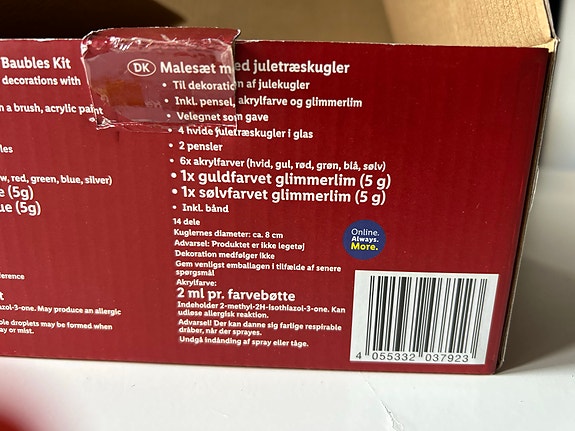 Baubles Kit
decorations with
a brush, acrylic paint
les
w, red, green, blue, silver)
e (5g)
ue (5g)
ference
t
azol-3-one. May produce an allergic
ble droplets may be formed when
ay or mist.
DK Malesæt med juletræskugler
• Til dekoration af julekugler
• Inkl. pensel, akrylfarve og glimmerlim
• Velegnet som gave
• 4 hvide juletræskugler i glas
• 2 pensler
• 6x akrylfarver (hvid, gul, rød, grøn, blå, sølv)
• 1x guldfarvet glimmerlim (5 g)
• 1x sølvfarvet glimmerlim (5 g)
• Inkl. bånd
14 dele
Kuglernes diameter: ca. 8 cm
Advarsel: Produktet er ikke legetøj
Dekoration medfølger ikke
Gem venligst emballagen i tilfælde af senere
spørgsmål
Akrylfarve:
2 ml pr. farvebøtte
Indeholder 2-methyl-2H-isothiazol-3-one. Kan
udløse allergisk reaktion.
Advarsel! Der kan danne sig farlige respirable
dråber, når der sprayes.
Undgå indånding af spray eller tåge.
Online.
Always.
More.
4 055332 037923